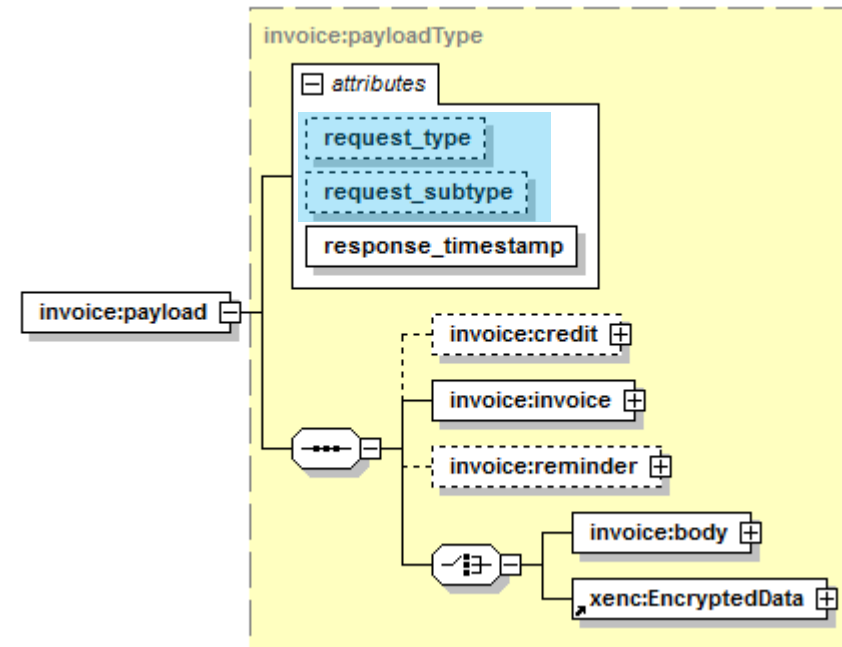 invoice:payloadType
attributes
request_type
request_subtype
response_timestamp
invoice:payload
invoice:credit
invoice:invoice
invoice:reminder
invoice:body
xenc:EncryptedData